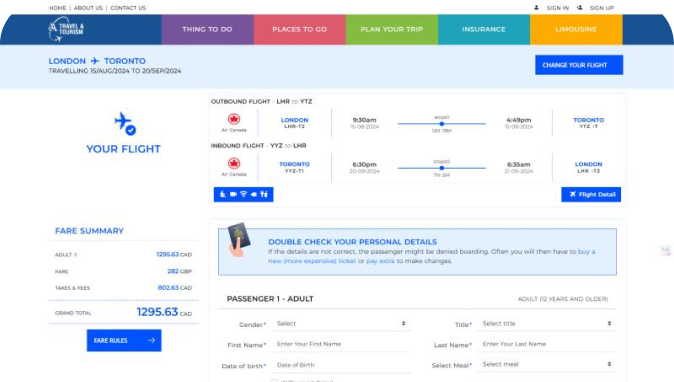 HOME | ABOUT US | CONTACT US
SIGN IN SIGN UP
TRAVEL &
TOURISM
THING TO DO PLACES TO GO PLAN YOUR TRIP INSURANCE LIMOUSINE
LONDON TORONTO
TRAVELLING 15/AUG/2024 TO 20/SEP/2024
CHANGE YOUR FLIGHT
YOUR FLIGHT
OUTBOUND FLIGHT - LHR to YTZ
Air Canada
LONDON
LHR-T2
9:30am
15-08-2024
stops1
12H 19M
4:49pm
15-08-2024
TORONTO
YTZ -T
INBOUND FLIGHT - YYZ to LHR
Air Canada
TORONTO
YYZ-T1
6:30pm
20-09-2024
7H 5M
6:35am
21-09-2024
LONDON
LHR -T2
Flight Detail
FARE SUMMARY
ADULT :1 1295.63 CAD
FARE 282 GBP
TAXES & FEES 802.63 CAD
GRAND TOTAL 1295.63 CAD
FARE RULES
DOUBLE CHECK YOUR PERSONAL DETAILS
If the details are not correct, the passenger might be denied boarding. Often you will then have to buy a
new (more expensive) ticket or pay extra to make changes.
PASSENGER 1 - ADULT
ADULT (12 YEARS AND OLDER)
Gender* Select
Title* Select title
First Name* Enter Your First Name
Last Name* Enter Your Last Name
Date of birth* Date of Birth
Select Meal* Select meal